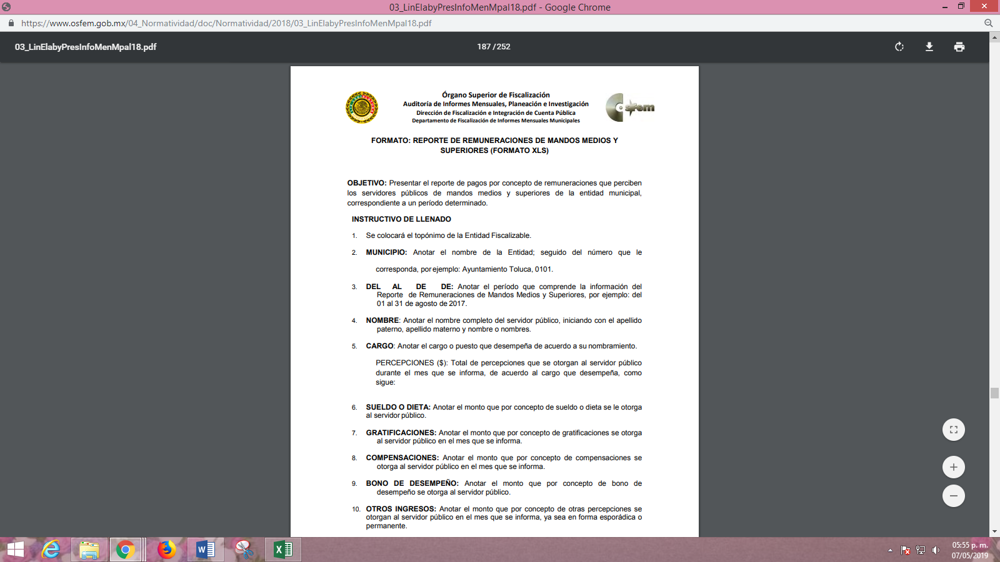 03_LinElabyPresInfoMenMpal18.pdf - Google Chrome
https://www.osfem.gob.mx/04_Normatividad/doc/Normatividad/2018/03_LinElabyPresInfoMenMpal18.pdf
03_LinElabyPresInfoMenMpal18.pdf
187 / 252
Órgano Superior de Fiscalización
Auditoría de Informes Mensuales, Planeación e Investigación
Dirección de Fiscalización e Integración de Cuenta Pública
Departamento de Fiscalización de Informes Mensuales Municipales
osfem
FORMATO: REPORTE DE REMUNERACIONES DE MANDOS MEDIOS Y
SUPERIORES (FORMATO XLS)
OBJETIVO: Presentar el reporte de pagos por concepto de remuneraciones que perciben
los servidores públicos de mandos medios y superiores de la entidad municipal,
correspondiente a un período determinado.
INSTRUCTIVO DE LLENADO
1. Se colocará el topónimo de la Entidad Fiscalizable.
2. MUNICIPIO: Anotar el nombre de la Entidad; seguido del número que le
corresponda, por ejemplo: Ayuntamiento Toluca, 0101.
3. DEL AL DE DE: Anotar el período que comprende la información del
Reporte de Remuneraciones de Mandos Medios y Superiores, por ejemplo: del
01 al 31 de agosto de 2017.
4. NOMBRE: Anotar el nombre completo del servidor público, iniciando con el apellido
paterno, apellido materno y nombre o nombres.
5. CARGO: Anotar el cargo o puesto que desempeña de acuerdo a su nombramiento.
PERCEPCIONES ($): Total de percepciones que se otorgan al servidor público
durante el mes que se informa, de acuerdo al cargo que desempeña, como
sigue:
6. SUELDO O DIETA: Anotar el monto que por concepto de sueldo o dieta se le otorga
al servidor público.
7. GRATIFICACIONES: Anotar el monto que por concepto de gratificaciones se otorga
al servidor público en el mes que se informa.
8. COMPENSACIONES: Anotar el monto que por concepto de compensaciones se
otorga al servidor público en el mes que se informa.
9. BONO DE DESEMPEÑO: Anotar el monto que por concepto de bono de
desempeño se otorga al servidor público.
10. OTROS INGRESOS: Anotar el monto que por concepto de otras percepciones se
otorgan al servidor público en el mes que se informa, ya sea en forma esporádica o
permanente.
05:55 p. m.
07/05/2019